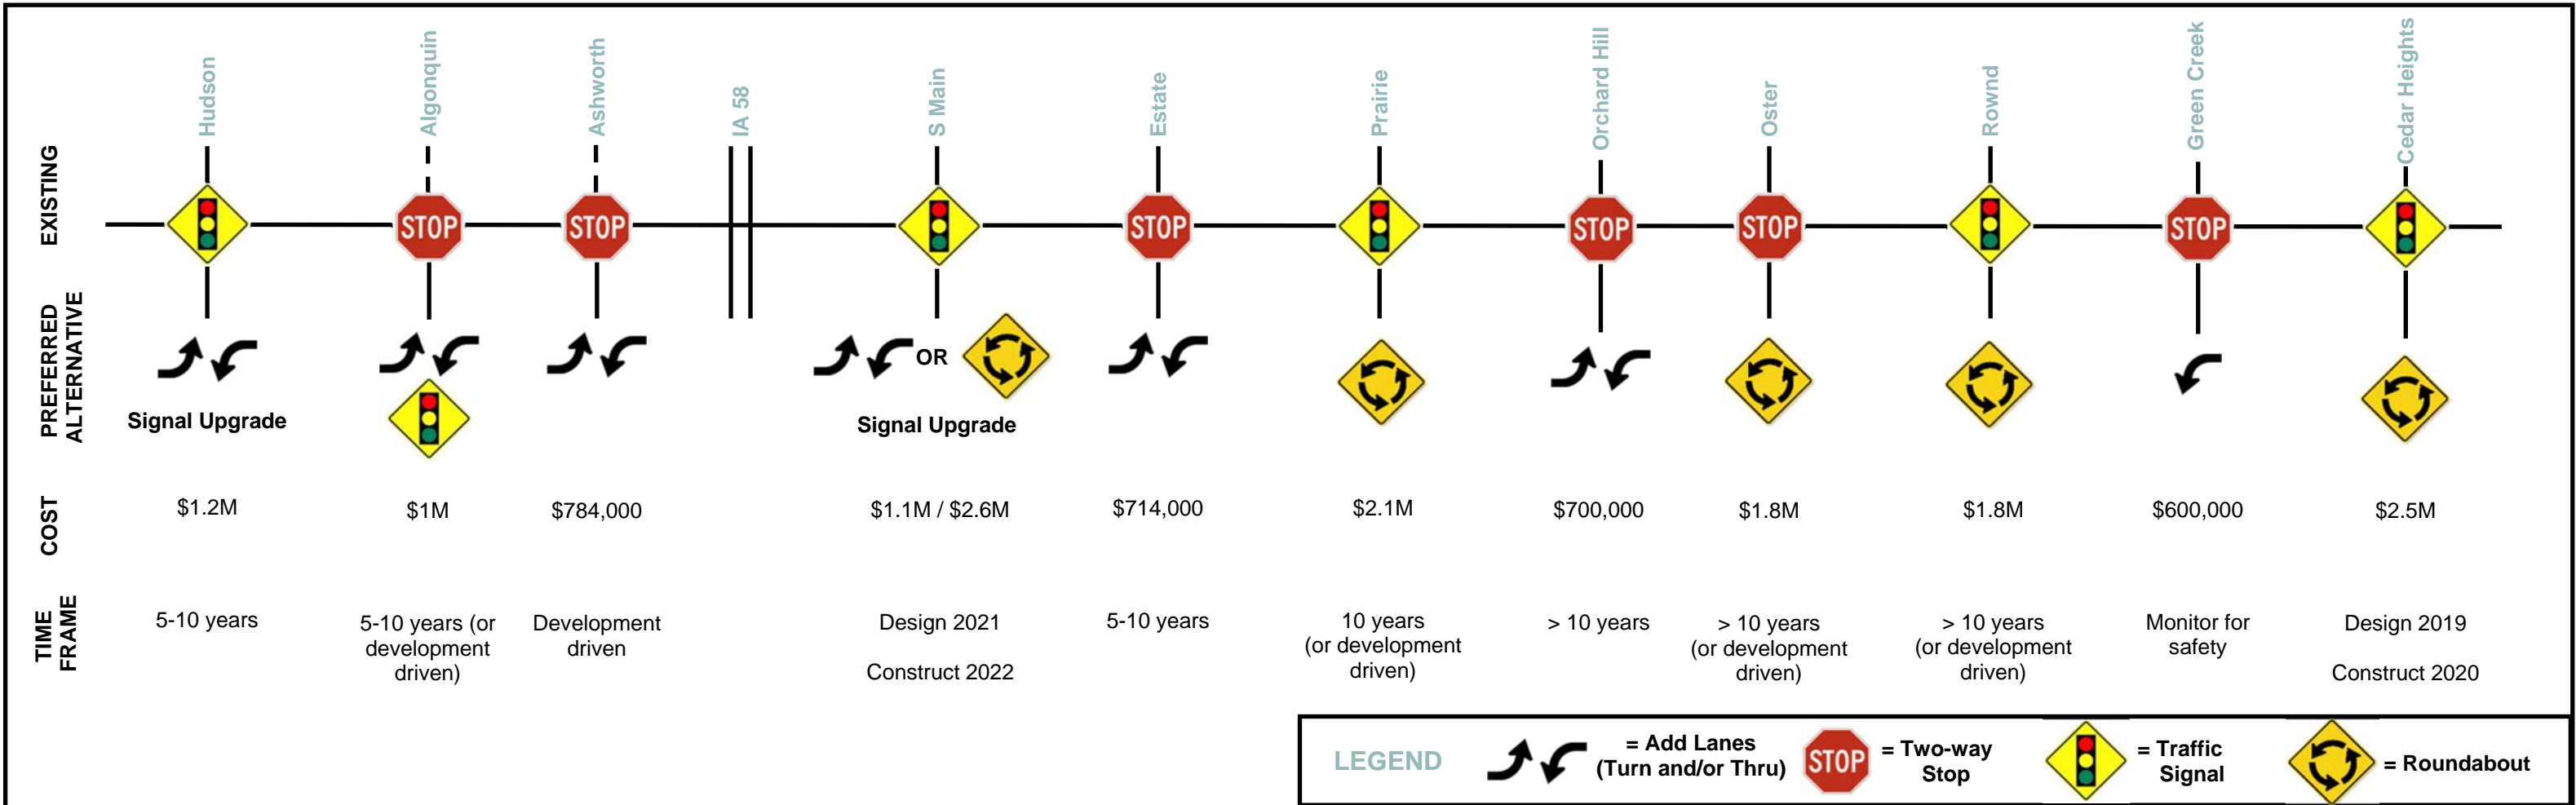 Hudson
Algonquin
Ashworth
IA 58
S Main
Estate
Prairie
Orchard Hill
Oster
Rownd
Green Creek
Cedar Heights
EXISTING
STOP
STOP
STOP
STOP
STOP
STOP
PREFERRED
ALTERNATIVE
OR
Signal Upgrade
Signal Upgrade
COST
$1.2M
$1M
$784,000
$1.1M / $2.6M
$714,000
$2.1M
$700,000
$1.8M
$1.8M
$600,000
$2.5M
TIME
FRAME
5-10 years
5-10 years (or
development
driven)
Development
driven
Design 2021
Construct 2022
5-10 years
10 years
(or development
driven)
> 10 years
> 10 years
(or development
driven)
> 10 years
(or development
driven)
Monitor for
safety
Design 2019
Construct 2020
LEGEND
= Add Lanes
(Turn and/or Thru)
STOP
= Two-way
Stop
= Traffic
Signal
= Roundabout